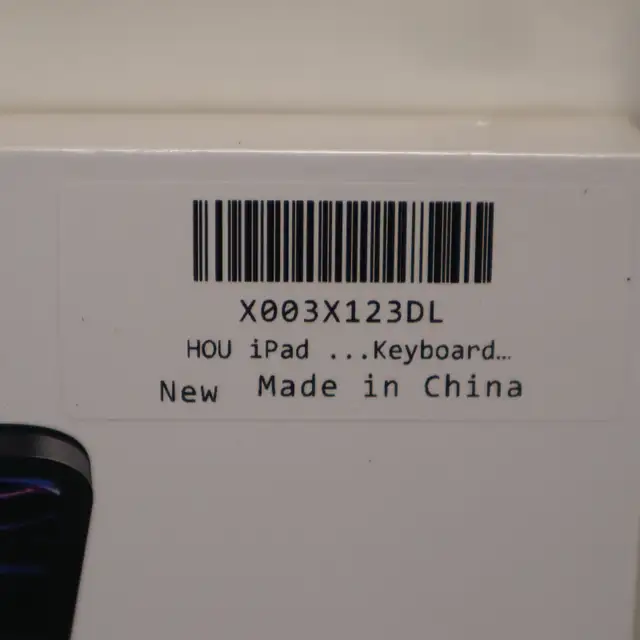 X003X123DL
HOU iPad ...Keyboard…
New Made in China